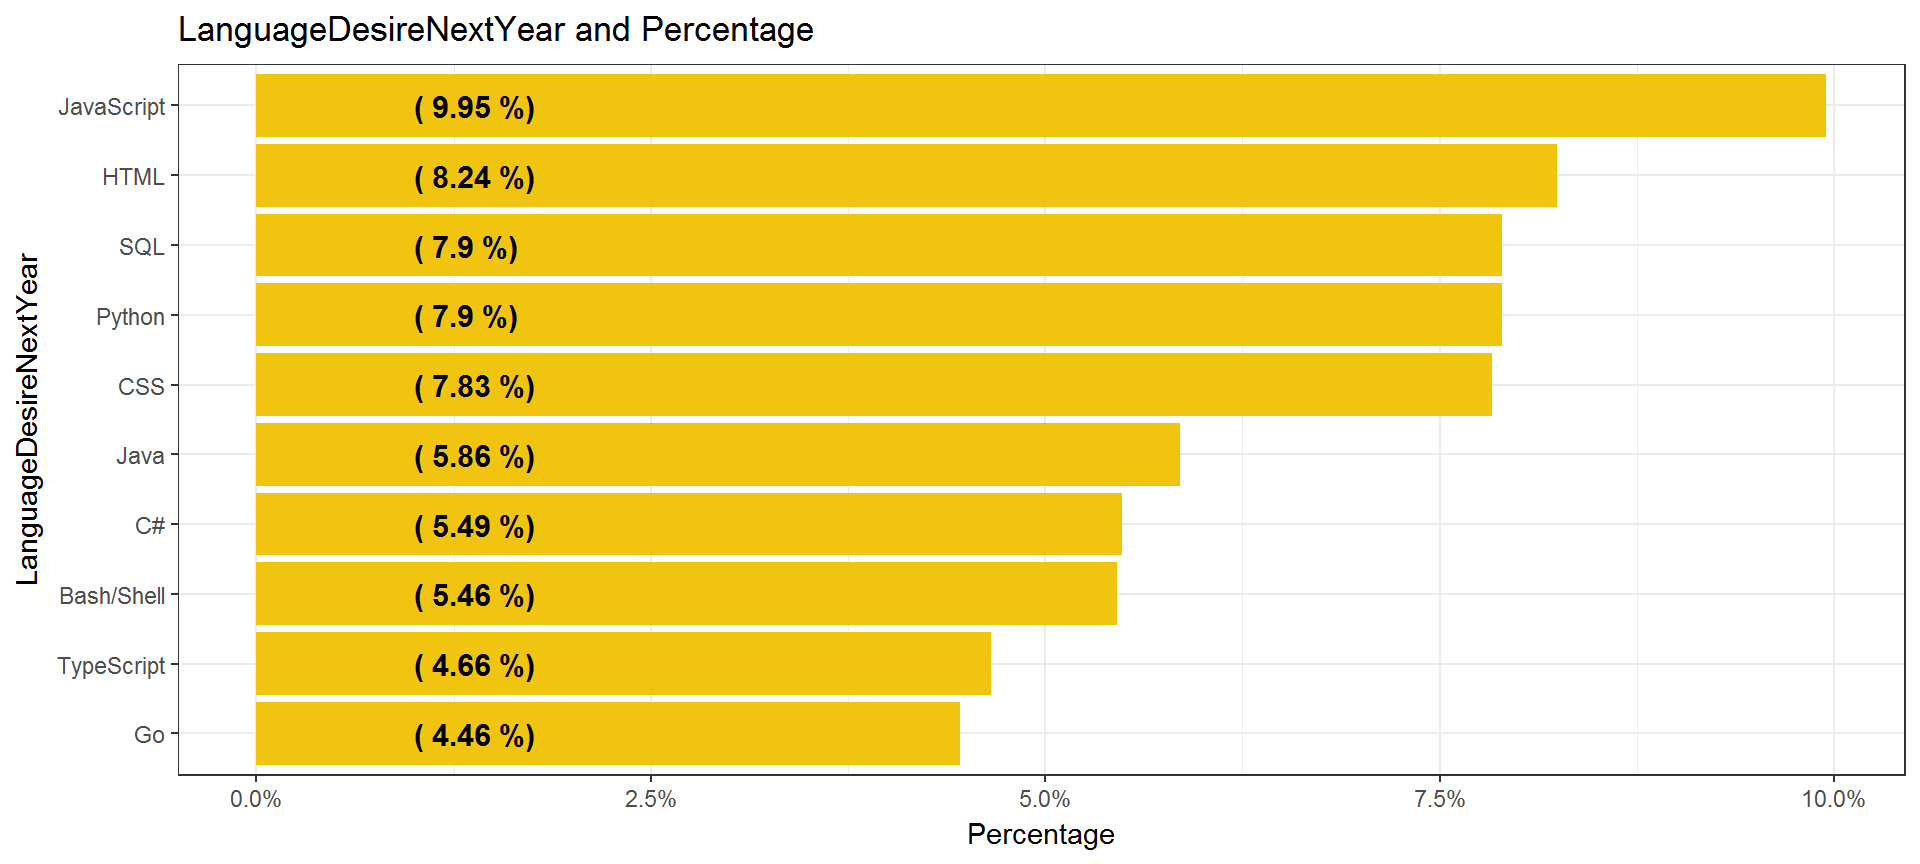 LanguageDesireNextYear and Percentage
LanguageDesireNextYear
JavaScript ( 9.95 %)
HTML ( 8.24 %)
SQL ( 7.9 %)
Python ( 7.9 %)
CSS ( 7.83 %)
Java ( 5.86 %)
C# ( 5.49 %)
Bash/Shell ( 5.46 %)
TypeScript ( 4.66 %)
Go ( 4.46 %)
0.0% 2.5% 5.0% 7.5% 10.0%
Percentage